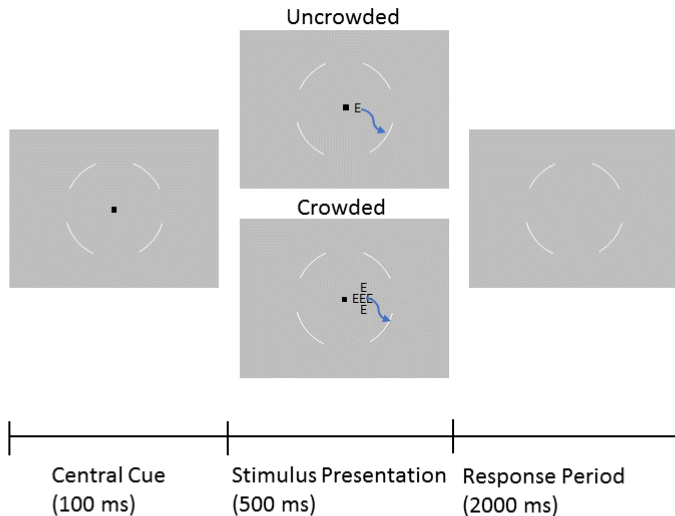 Uncrowded
E
Crowded
E
EEE
E
Central Cue
(100 ms)
Stimulus Presentation
(500 ms)
Response Period
(2000 ms)